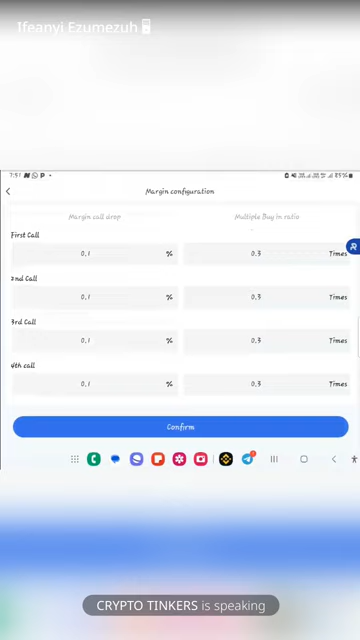 Ifeanyi Ezumezuh
7:51
Margin configuration
Margin call drop
Multiple Buy in ratio
First Call
0.1 % 0.3 Times
2nd Call
0.1 % 0.3 Times
3rd Call
0.1 % 0.3 Times
4th call
0.1 % 0.3 Times
Confirm
CRYPTO TINKERS is speaking